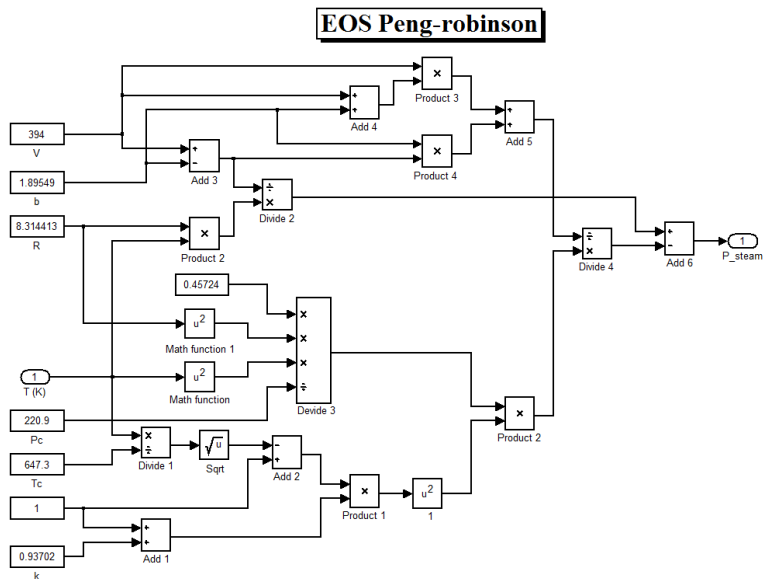 EOS Peng-robinson
×
Product 3
+
+
Add 4
+
+
Add 5
394
V
+
−
Add 3
×
Product 4
1.89549
b
÷
×
Divide 2
8.314413
R
×
Product 2
÷
×
Divide 4
+
−
Add 6
1
P_steam
0.45724
u²
Math function 1
×
×
×
÷
Devide 3
1
T (K)
u²
Math function
220.9
Pc
×
÷
Divide 1
√u
Sqrt
−
+
Add 2
×
Product 2
647.3
Tc
×
Product 1
u²
1
1
+
+
Add 1
0.93702
k